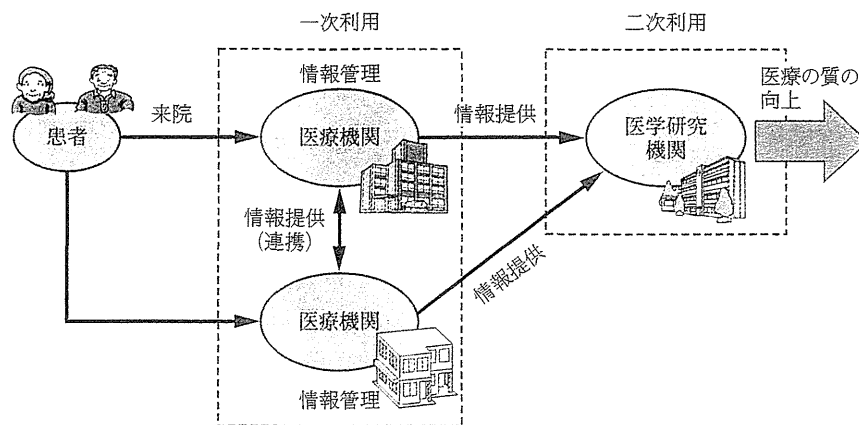 一次利用
二次利用
情報管理
医療の質の
向上
患者
来院
医療機関
情報提供
医学研究
機関
情報提供
(連携)
情報提供
医療機関
情報管理